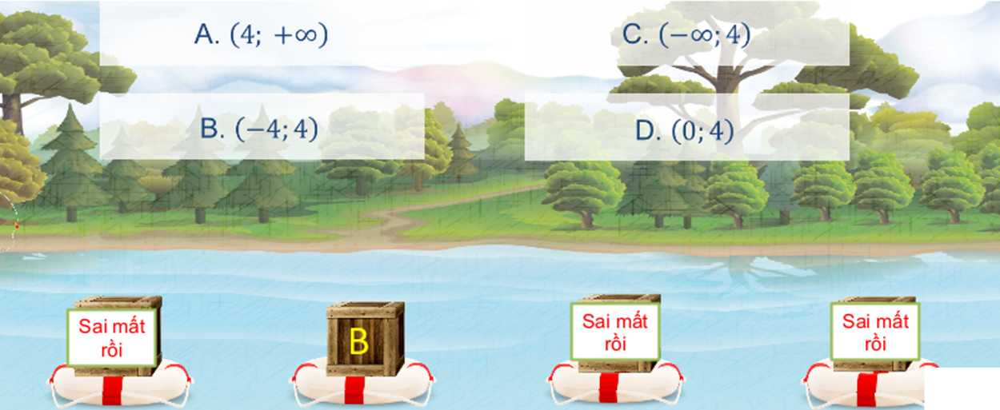 A. (4; +∞)
C. (−∞; 4)
B. (−4; 4)
D. (0; 4)
Sai mất
rồi
B
Sai mất
rồi
Sai mất
rồi